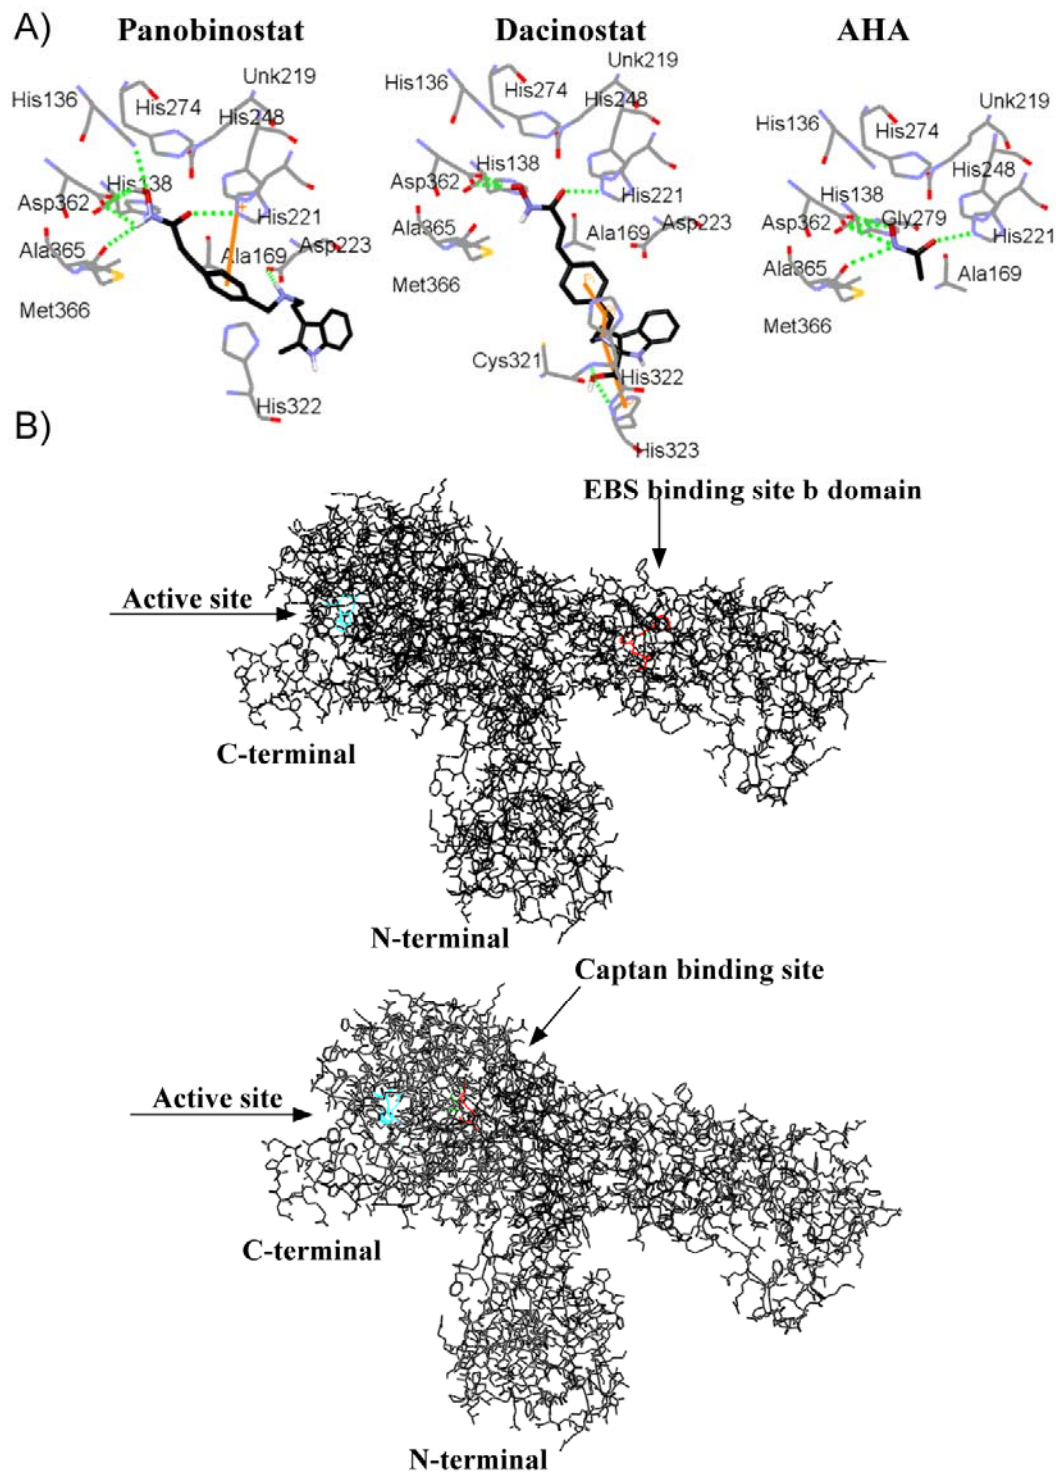 A)
Panobinostat
Dacinostat
AHA
Unk219
His136
His274
His248
His138
Asp362
His221
Ala365
Ala169
Asp223
Met366
His322
Unk219
His136
His274
His248
His138
Asp362
His221
Ala365
Ala169
Asp223
Met366
Cys321
His322
His323
Unk219
His136
His274
His248
His138
Asp362
Gly279
His221
Ala365
Ala169
Met366
B)
EBS binding site b domain
Active site
C-terminal
N-terminal
Captan binding site
Active site
C-terminal
N-terminal